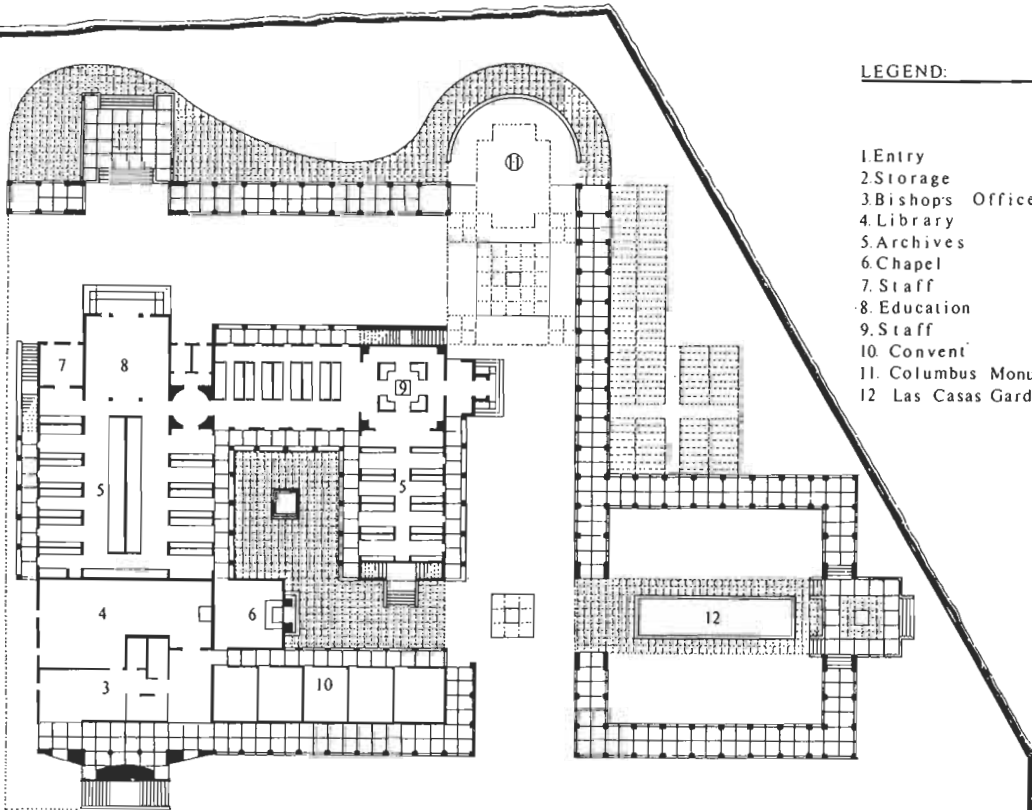 LEGEND:
1. Entry
2. Storage
3. Bishop's Office
4. Library
5. Archives
6. Chapel
7. Staff
8. Education
9. Staff
10. Convent
11. Columbus Monu
12 Las Casas Gard
11
7
8
9
5
5
4
6
12
3
10